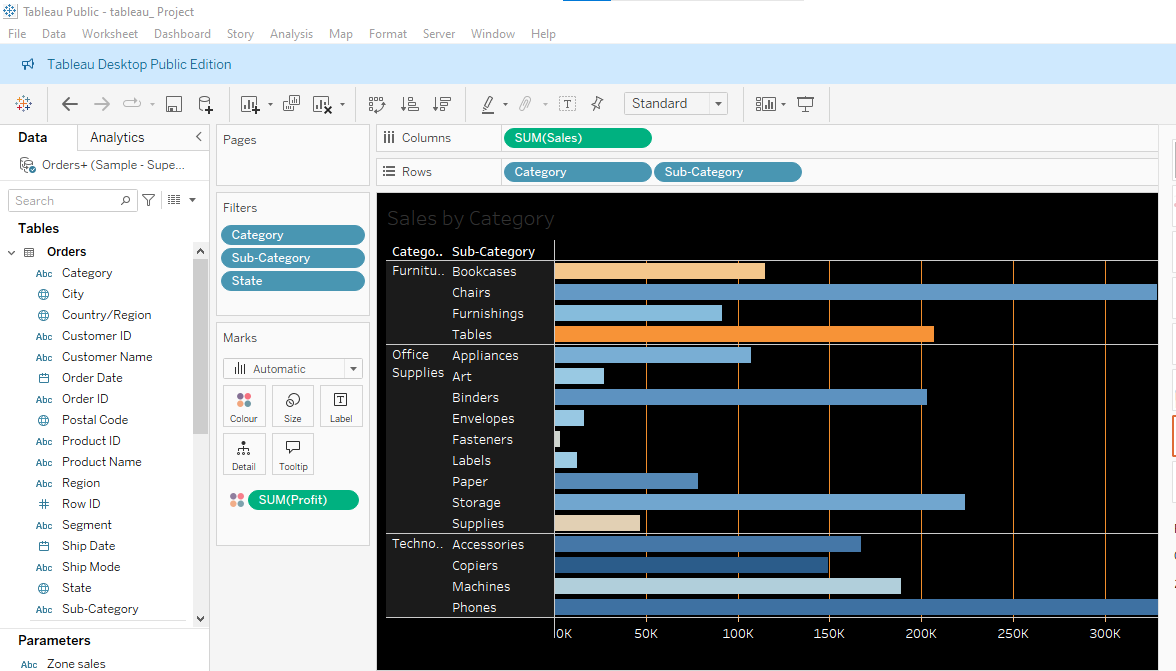 Tableau Public - tableau_ Project
File Data Worksheet Dashboard Story Analysis Map Format Server Window Help
Tableau Desktop Public Edition
Standard
Data Analytics
Orders+ (Sample - Supe...
Search
Tables
Orders
Abc Category
City
Country/Region
Abc Customer ID
Abc Customer Name
Order Date
Abc Order ID
Postal Code
Abc Product ID
Abc Product Name
Abc Region
# Row ID
Abc Segment
Ship Date
Abc Ship Mode
State
Abc Sub-Category
Parameters
Abc Zone sales
Pages
Filters
Category
Sub-Category
State
Marks
Automatic
Colour Size Label
Detail Tooltip
SUM(Profit)
Columns SUM(Sales)
Rows Category Sub-Category
Sales by Category
Catego.. Sub-Category
Furnitu.. Bookcases
Chairs
Furnishings
Tables
Office Supplies Appliances
Art
Binders
Envelopes
Fasteners
Labels
Paper
Storage
Supplies
Techno.. Accessories
Copiers
Machines
Phones
0K 50K 100K 150K 200K 250K 300K